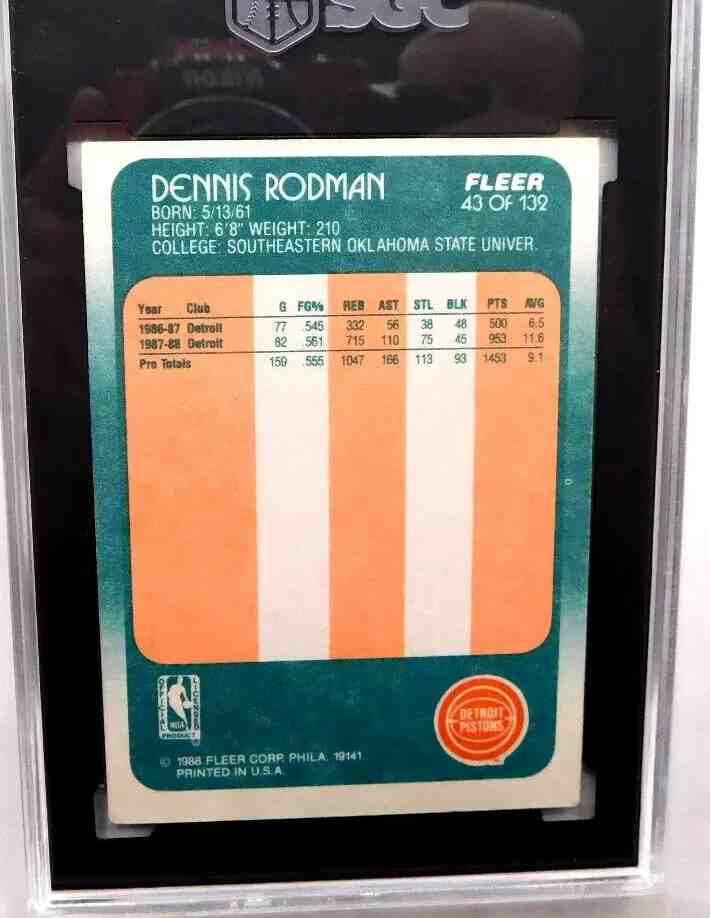 SGC
Nikon
DENNIS RODMAN
FLEER
43 OF 132
BORN: 5/13/61
HEIGHT: 6'8" WEIGHT: 210
COLLEGE: SOUTHEASTERN OKLAHOMA STATE UNIVER.
Year Club G FG% REB AST STL BLK PTS AVG
1986-87 Detroit 77 .545 332 56 38 48 500 6.5
1987-88 Detroit 82 .561 715 110 75 45 953 11.6
Pro Totals 159 .555 1047 166 113 93 1453 9.1
OFFICIAL LICENSED
NBA
PRODUCT
DETROIT
PISTONS
© 1988 FLEER CORP. PHILA. 19141
PRINTED IN U.S.A.